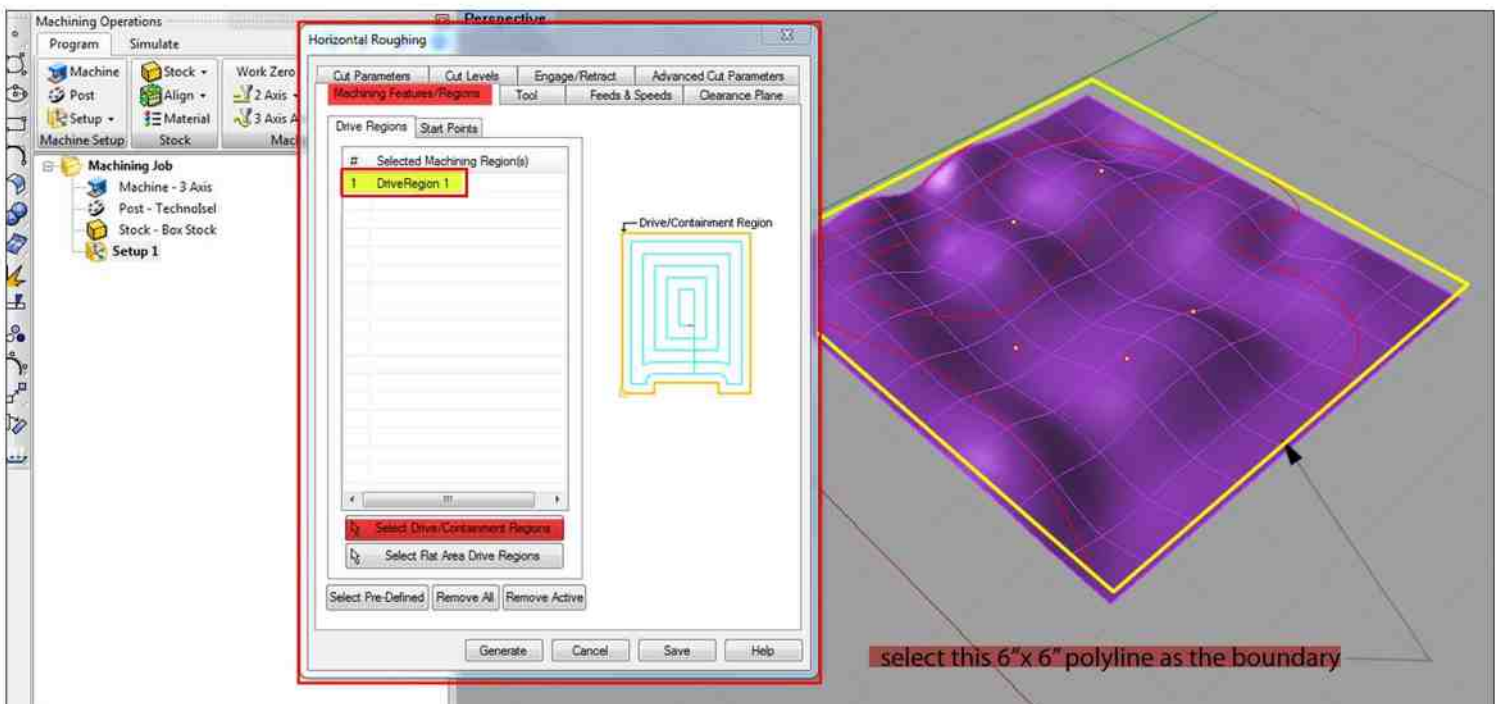 Machining Operations
Program Simulate
Machine Stock Work Zero
Post Align 2 Axis
Setup Material 3 Axis A
Machine Setup Stock
Machining Job
Machine - 3 Axis
Post - Technolsel
Stock - Box Stock
Setup 1
Perspective
Horizontal Roughing
Cut Parameters Cut Levels Engage/Retract Advanced Cut Parameters
Machining Features/Regions Tool Feeds & Speeds Clearance Plane
Drive Regions Start Points
# Selected Machining Region(s)
1 DriveRegion 1
Drive/Containment Region
Select Drive/Containment Regions
Select Flat Area Drive Regions
Select Pre-Defined Remove All Remove Active
Generate Cancel Save Help
select this 6"x 6" polyline as the boundary